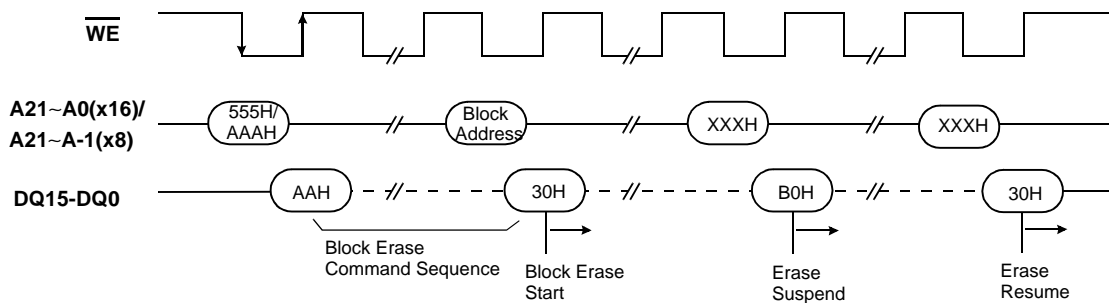 WE
A21~A0(x16)/
A21~A-1(x8)
555H/
AAAH
Block
Address
XXXH
XXXH
DQ15-DQ0
AAH
30H
B0H
30H
Block Erase
Command Sequence
Block Erase
Start
Erase
Suspend
Erase
Resume